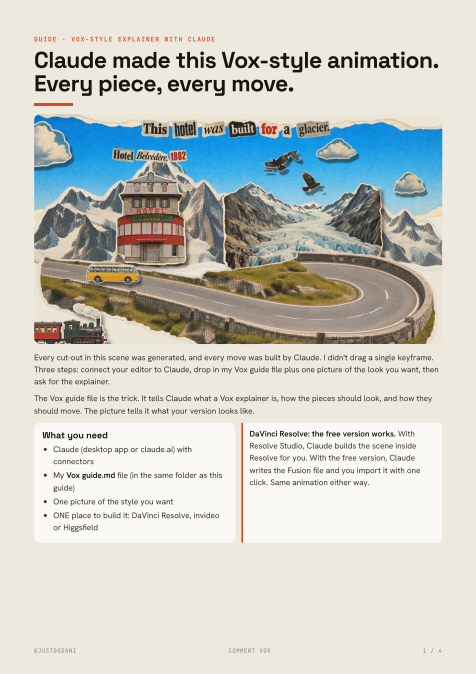 GUIDE · VOX-STYLE EXPLAINER WITH CLAUDE
Claude made this Vox-style animation.
Every piece, every move.
This hotel was built for a glacier.
Hotel Belvédère. 1882
HOTEL
Every cut-out in this scene was generated, and every move was built by Claude. I didn't drag a single keyframe.
Three steps: connect your editor to Claude, drop in my Vox guide file plus one picture of the look you want, then
ask for the explainer.
The Vox guide file is the trick. It tells Claude what a Vox explainer is, how the pieces should look, and how they
should move. The picture tells it what your version looks like.
What you need
• Claude (desktop app or claude.ai) with
connectors
• My Vox guide.md file (in the same folder as this
guide)
• One picture of the style you want
• ONE place to build it: DaVinci Resolve, invideo
or Higgsfield
DaVinci Resolve: the free version works. With
Resolve Studio, Claude builds the scene inside
Resolve for you. With the free version, Claude
writes the Fusion file and you import it with one
click. Same animation either way.
@JUSTDODANI
COMMENT VOX
1 / 4